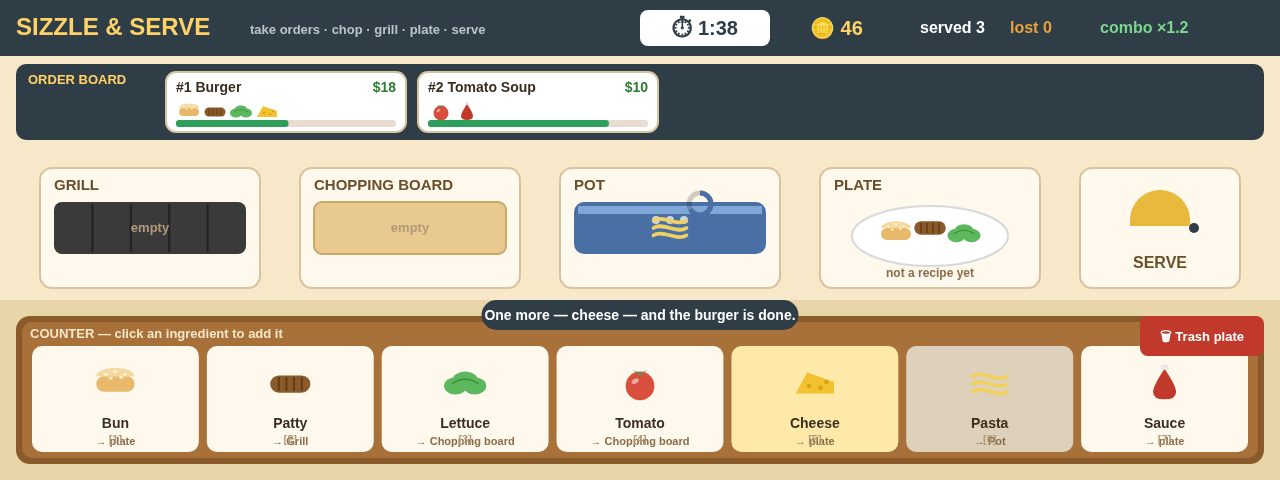 SIZZLE & SERVE
take orders · chop · grill · plate · serve
1:38
46
served 3
lost 0
combo ×1.2
ORDER BOARD
#1 Burger
$18
#2 Tomato Soup
$10
GRILL
empty
CHOPPING BOARD
empty
POT
PLATE
not a recipe yet
SERVE
One more — cheese — and the burger is done.
COUNTER — click an ingredient to add it
Trash plate
Bun
→ plate
Patty
→ Grill
Lettuce
→ Chopping board
Tomato
→ Chopping board
Cheese
→ plate
Pasta
→ Pot
Sauce
→ plate